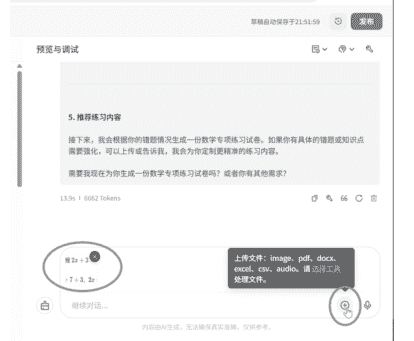 草稿自动保存于21:51:59
发布
预览与调试
5. 推荐练习内容
接下来，我会根据你的错题情况生成一份数学专项练习试卷。如果你有具体的错题或知识点
需要强化，可以上传或告诉我，我会为你定制更精准的练习内容。
需要我现在为你生成一份数学专项练习试卷吗？或者你有其他需求？
13.9s | 6662 Tokens
66
上传文件：image、pdf、docx、
excel、csv、audio。请 选择工具
处理文件。
2x + 3
÷ 7 + 3, 2x
继续对话...
内容由AI生成，无法确保真实准确，仅供参考。